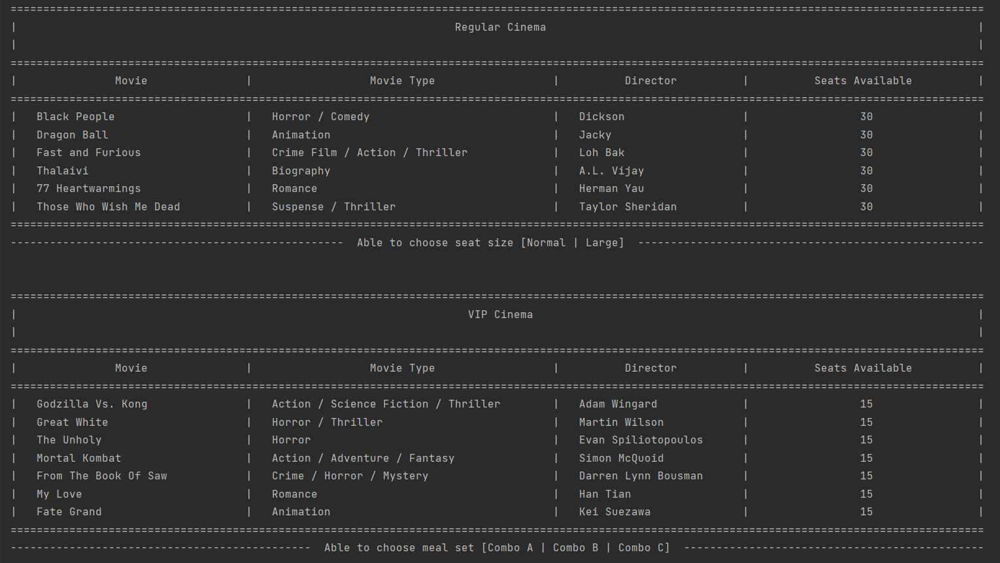 =====================================================================================================================================================
| Regular Cinema |
| |
=====================================================================================================================================================
| Movie | Movie Type | Director | Seats Available |
=====================================================================================================================================================
| Black People | Horror / Comedy | Dickson | 30 |
| Dragon Ball | Animation | Jacky | 30 |
| Fast and Furious | Crime Film / Action / Thriller | Loh Bak | 30 |
| Thalaivi | Biography | A.L. Vijay | 30 |
| 77 Heartwarmings | Romance | Herman Yau | 30 |
| Those Who Wish Me Dead | Suspense / Thriller | Taylor Sheridan | 30 |
=====================================================================================================================================================
--------------------------------------------------- Able to choose seat size [Normal | Large] -----------------------------------------------------
=====================================================================================================================================================
| VIP Cinema |
| |
=====================================================================================================================================================
| Movie | Movie Type | Director | Seats Available |
=====================================================================================================================================================
| Godzilla Vs. Kong | Action / Science Fiction / Thriller | Adam Wingard | 15 |
| Great White | Horror / Thriller | Martin Wilson | 15 |
| The Unholy | Horror | Evan Spiliotopoulos | 15 |
| Mortal Kombat | Action / Adventure / Fantasy | Simon McQuoid | 15 |
| From The Book Of Saw | Crime / Horror / Mystery | Darren Lynn Bousman | 15 |
| My Love | Romance | Han Tian | 15 |
| Fate Grand | Animation | Kei Suezawa | 15 |
=====================================================================================================================================================
---------------------------------------------- Able to choose meal set [Combo A | Combo B | Combo C] ----------------------------------------------